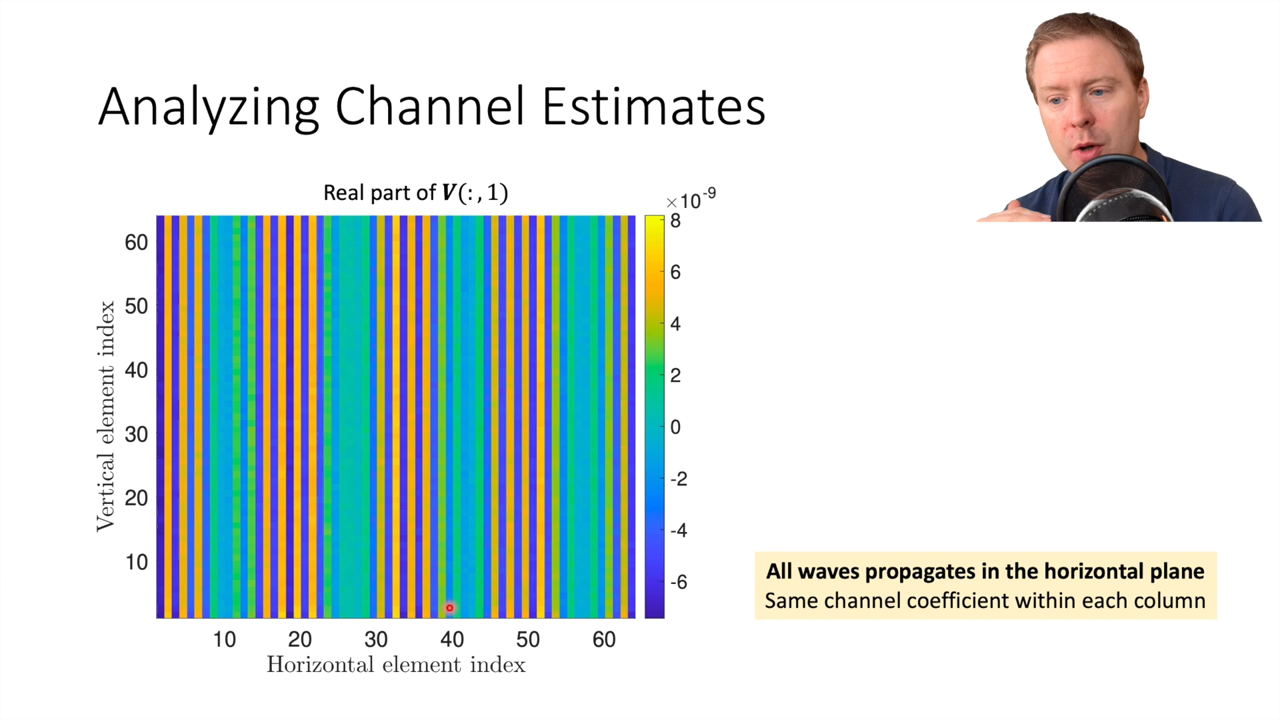 Analyzing Channel Estimates
Real part of V(:, 1)
×10⁻⁹
8
6
4
2
0
-2
-4
-6
60
50
40
30
20
10
Vertical element index
10 20 30 40 50 60
Horizontal element index
All waves propagates in the horizontal plane
Same channel coefficient within each column